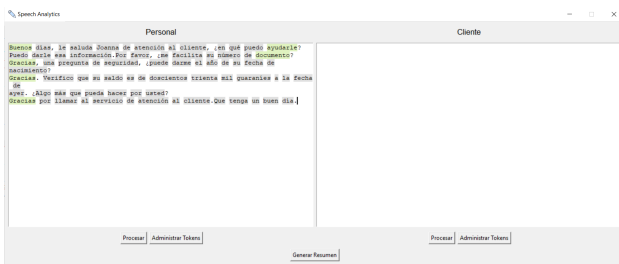 Speech Analytics
Personal
Cliente
Buenos dias, le saluda Joanna de atención al cliente, ¿en qué puedo ayudarle?
Puedo darle esa información.Por favor, ¿me facilita su número de documento?
Gracias, una pregunta de seguridad, ¿puede darme el año de su fecha de
nacimiento?
Gracias. Verifico que su saldo es de doscientos trienta mil guaranies a la fecha
de
ayer. ¿Algo más que pueda hacer por usted?
Gracias por llamar al servicio de atención al cliente.Que tenga un buen día.
Procesar
Administrar Tokens
Procesar
Administrar Tokens
Generar Resumen